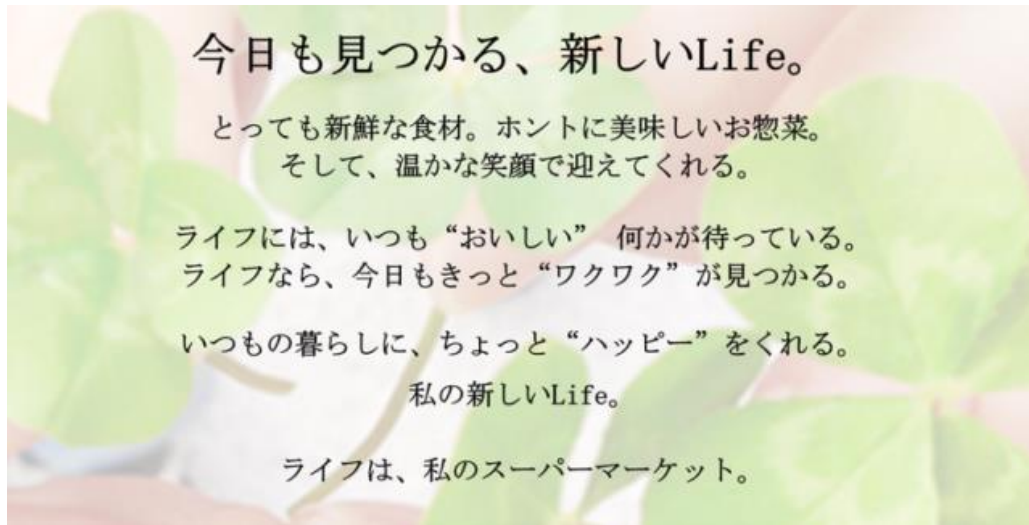 今日も見つかる、新しいLife。
とっても新鮮な食材。ホントに美味しいお惣菜。
そして、温かな笑顔で迎えてくれる。
ライフには、いつも“おいしい” 何かが待っている。
ライフなら、今日もきっと“ワクワク”が見つかる。
いつもの暮らしに、ちょっと“ハッピー”をくれる。
私の新しいLife。
ライフは、私のスーパーマーケット。